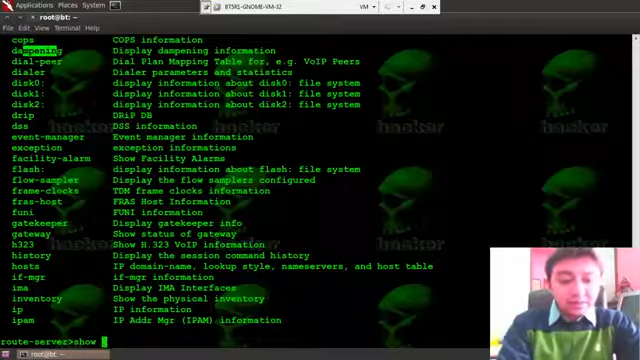 Applications Places System
BT5R1-GNOME-VM-32
VM
root@bt: ~
File Edit View Terminal Help
cops COPS information
dampening Display dampening information
dial-peer Dial Plan Mapping Table for, e.g. VoIP Peers
dialer Dialer parameters and statistics
disk0: display information about disk0: file system
disk1: display information about disk1: file system
disk2: display information about disk2: file system
drip DRiP DB
dss DSS information
event-manager Event manager information
exception exception informations
facility-alarm Show Facility Alarms
flash: display information about flash: file system
flow-sampler Display the flow samplers configured
frame-clocks TDM frame clocks information
fras-host FRAS Host Information
funi FUNI information
gatekeeper Display gatekeeper info
gateway Show status of gateway
h323 Show H.323 VoIP information
history Display the session command history
hosts IP domain-name, lookup style, nameservers, and host table
if-mgr if-mgr information
ima Display IMA Interfaces
inventory Show the physical inventory
ip IP information
ipam IP Addr Mgr (IPAM) information
route-server>show
root@bt: ~